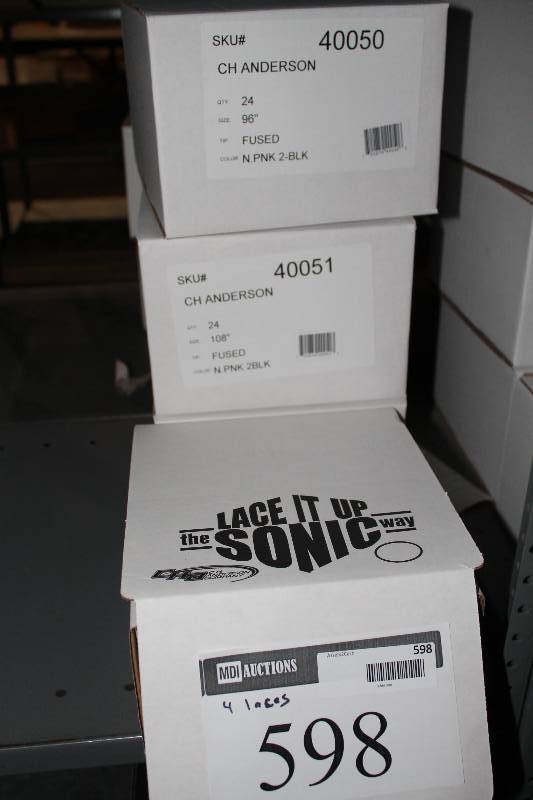 SKU# 40050
CH ANDERSON
QTY 24
SIZE 96"
TIP FUSED
COLOR N.PNK 2-BLK
SKU# 40051
CH ANDERSON
QTY 24
SIZE 108"
TIP FUSED
COLOR N.PNK 2BLK
LACE IT UP
the SONIC way
MDI AUCTIONS
598
4 laces
598